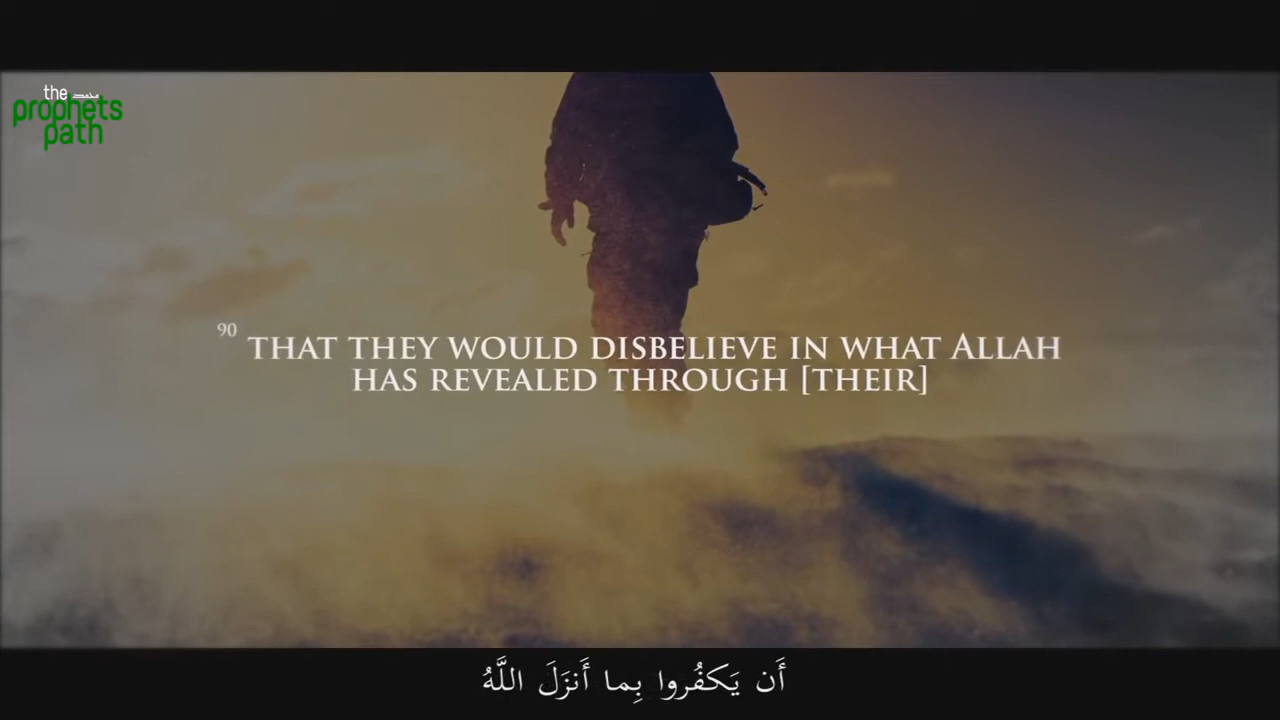 the محمد
prophets
path
90 THAT THEY WOULD DISBELIEVE IN WHAT ALLAH
HAS REVEALED THROUGH [THEIR]
أَن يَكفُروا بِما أَنزَلَ اللَّهُ